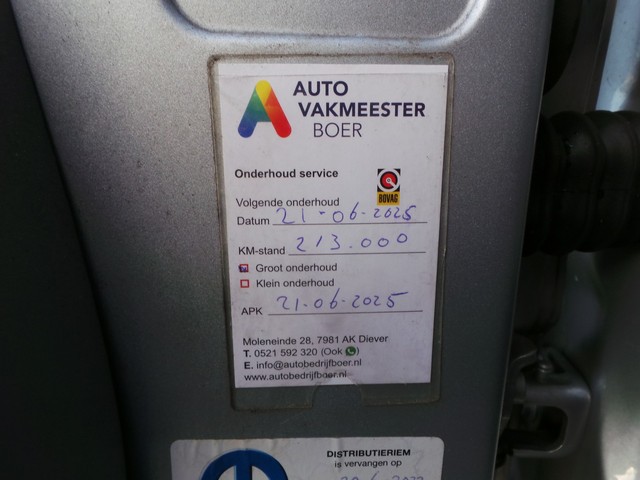 AUTO
VAKMEESTER
BOER
Onderhoud service
BOVAG
Volgende onderhoud
Datum 21-06-2025
KM-stand 213.000
Groot onderhoud
Klein onderhoud
APK 21-06-2025
Moleneinde 28, 7981 AK Diever
T. 0521 592 320 (Ook )
E. info@autobedrijfboer.nl
www.autobedrijfboer.nl
DISTRIBUTIERIEM
is vervangen op